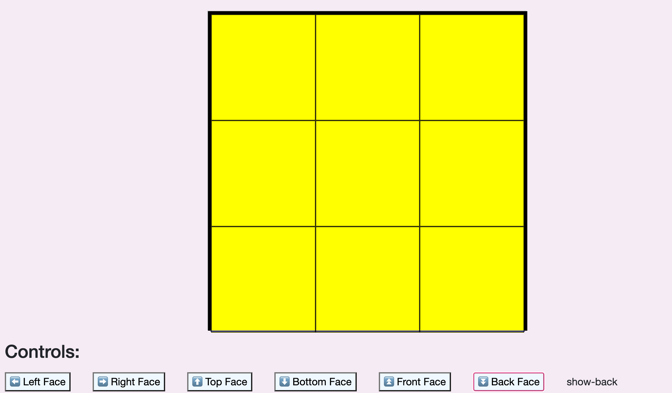 Controls:
⬅️ Left Face ➡️ Right Face ⬆️ Top Face ⬇️ Bottom Face ⏫ Front Face ⏬ Back Face show-back